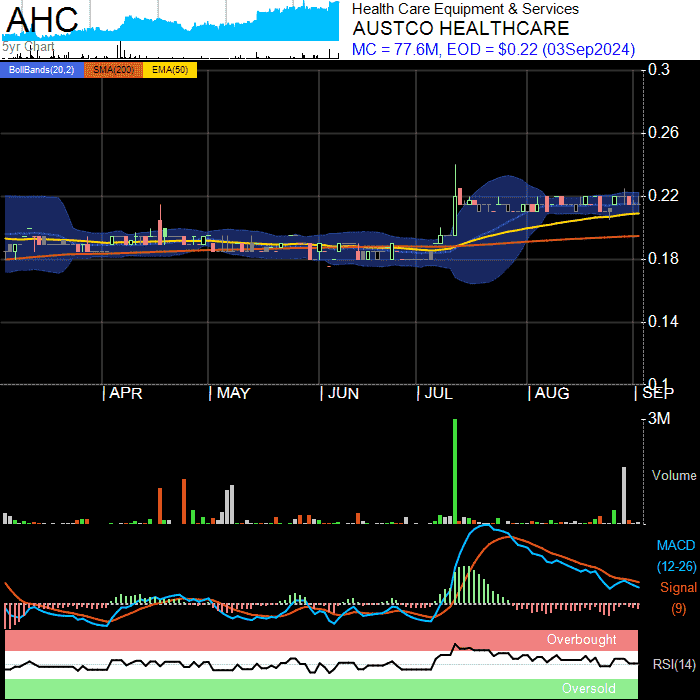 AHC
5yr Chart
Health Care Equipment & Services
AUSTCO HEALTHCARE
MC = 77.6M, EOD = $0.22 (03Sep2024)
BollBands(20,2) SMA(200) EMA(50)
0.3
0.26
0.22
0.18
0.14
0.1
| APR | MAY | JUN | JUL | AUG | SEP
3M
Volume
MACD
(12-26)
Signal
(9)
Overbought
RSI(14)
Oversold